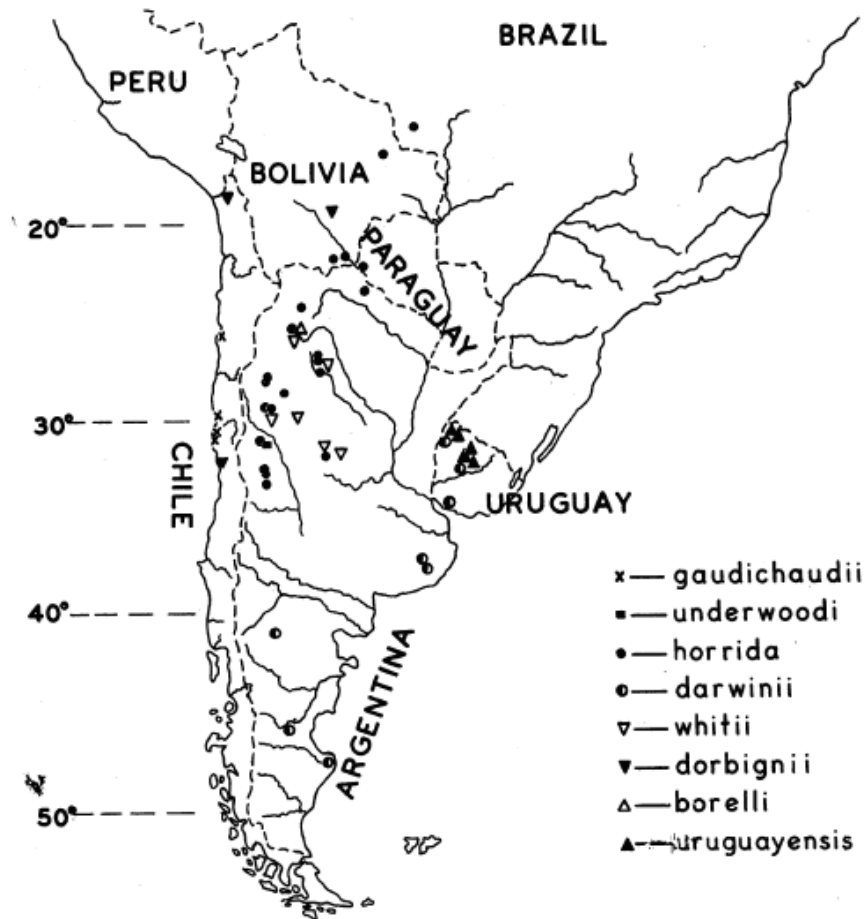 BRAZIL
PERU
BOLIVIA
20°
PARAGUAY
30°
CHILE
URUGUAY
40°
ARGENTINA
50°
x — gaudichaudii
▪ — underwoodi
● — horrida
◐ — darwinii
▽ — whitii
▼ — dorbignii
△ — borelli
▲ — uruguayensis